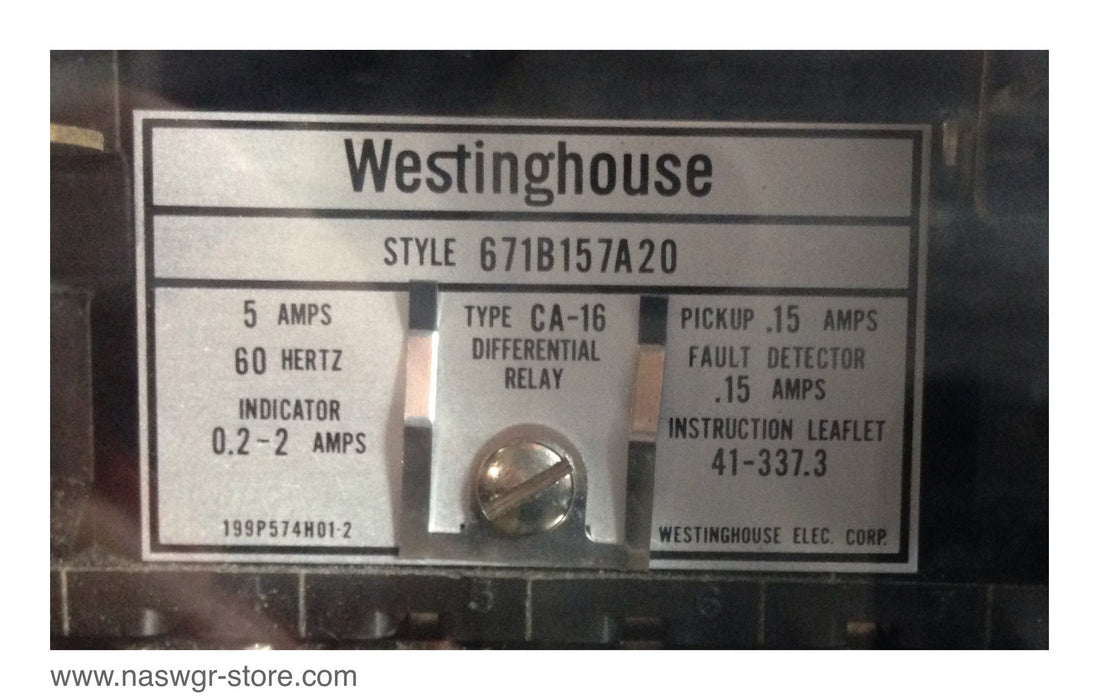 Westinghouse
STYLE 671B157A20
5 AMPS
60 HERTZ
INDICATOR
0.2-2 AMPS
199P574H01-2
TYPE CA-16
DIFFERENTIAL
RELAY
PICKUP .15 AMPS
FAULT DETECTOR
.15 AMPS
INSTRUCTION LEAFLET
41-337.3
WESTINGHOUSE ELEC. CORP.
5
6
7
www.naswgr-store.com